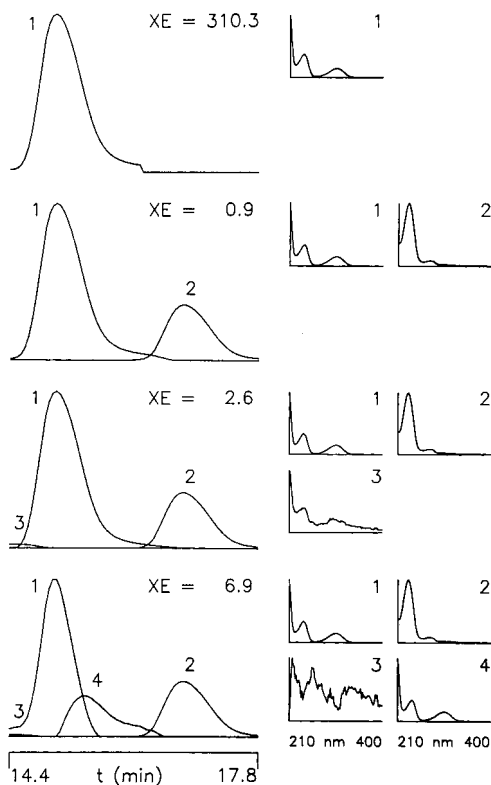 1 XE = 310.3 1
1 XE = 0.9 2 1 2
1 XE = 2.6 1 2
3 2 3
1 XE = 6.9 1 2
3 4 2 3 4
210 nm 400 210 nm 400
14.4 t (min) 17.8